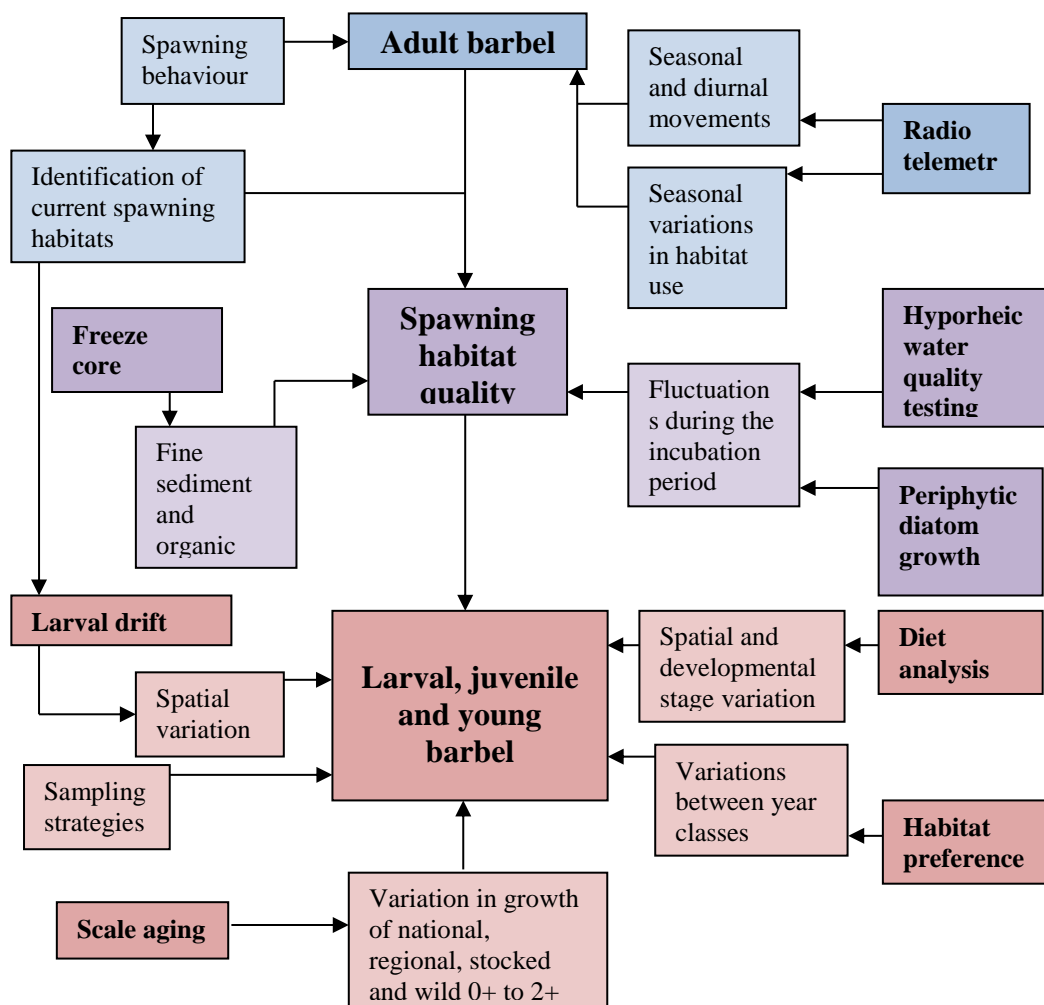 Spawning
behaviour
Adult barbel
Seasonal
and diurnal
movements
Radio
telemetr
Identification of
current spawning
habitats
Seasonal
variations
in habitat
use
Freeze
core
Spawning
habitat
quality
Hyporheic
water
quality
testing
Fluctuation
s during the
incubation
period
Fine
sediment
and
organic
Periphytic
diatom
growth
Larval drift
Larval, juvenile
and young
barbel
Spatial and
developmental
stage variation
Diet
analysis
Spatial
variation
Sampling
strategies
Variations
between year
classes
Habitat
preference
Scale aging
Variation in growth
of national,
regional, stocked
and wild 0+ to 2+